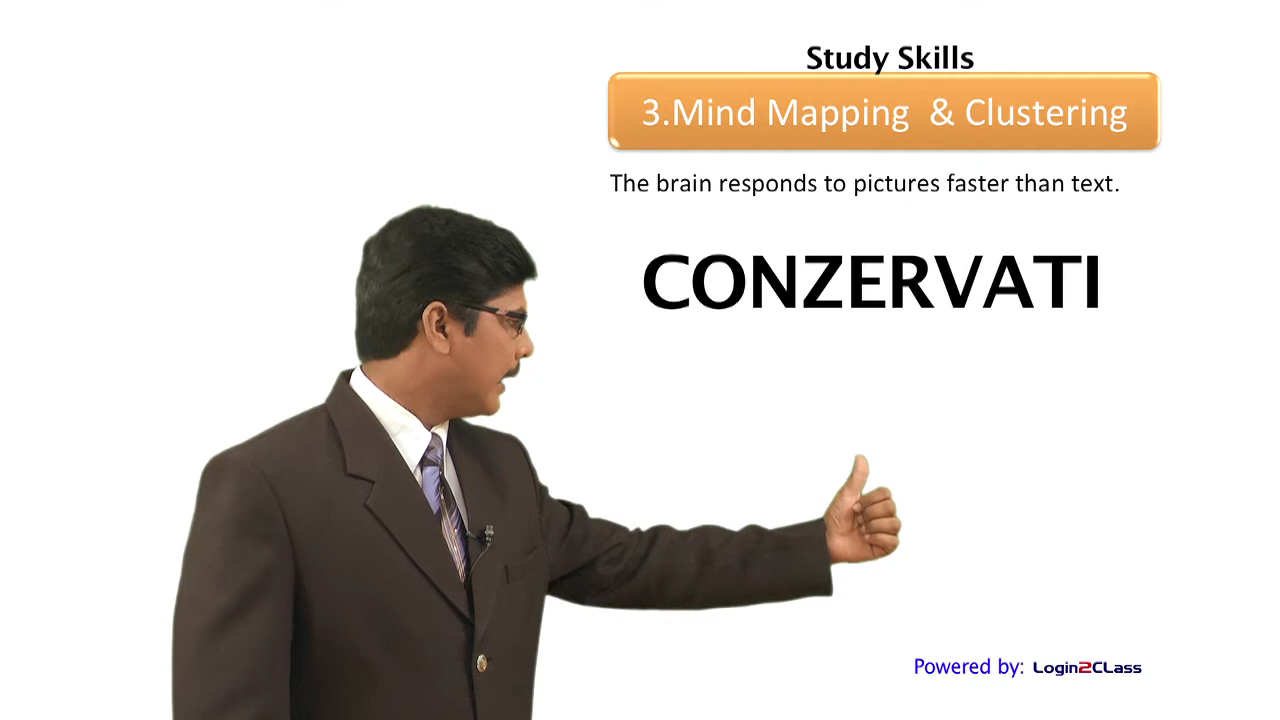 Study Skills
3.Mind Mapping & Clustering
The brain responds to pictures faster than text.
CONZERVATI
Powered by: Login2CLass